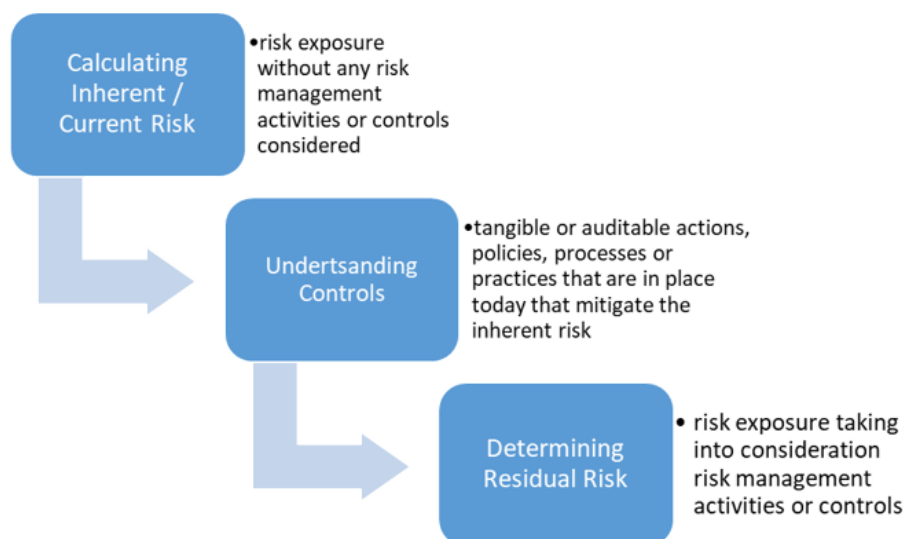 Calculating
Inherent /
Current Risk
•risk exposure
without any risk
management
activities or controls
considered
Undertsanding
Controls
•tangible or auditable actions,
policies, processes or
practices that are in place
today that mitigate the
inherent risk
Determining
Residual Risk
• risk exposure taking
into consideration
risk management
activities or controls